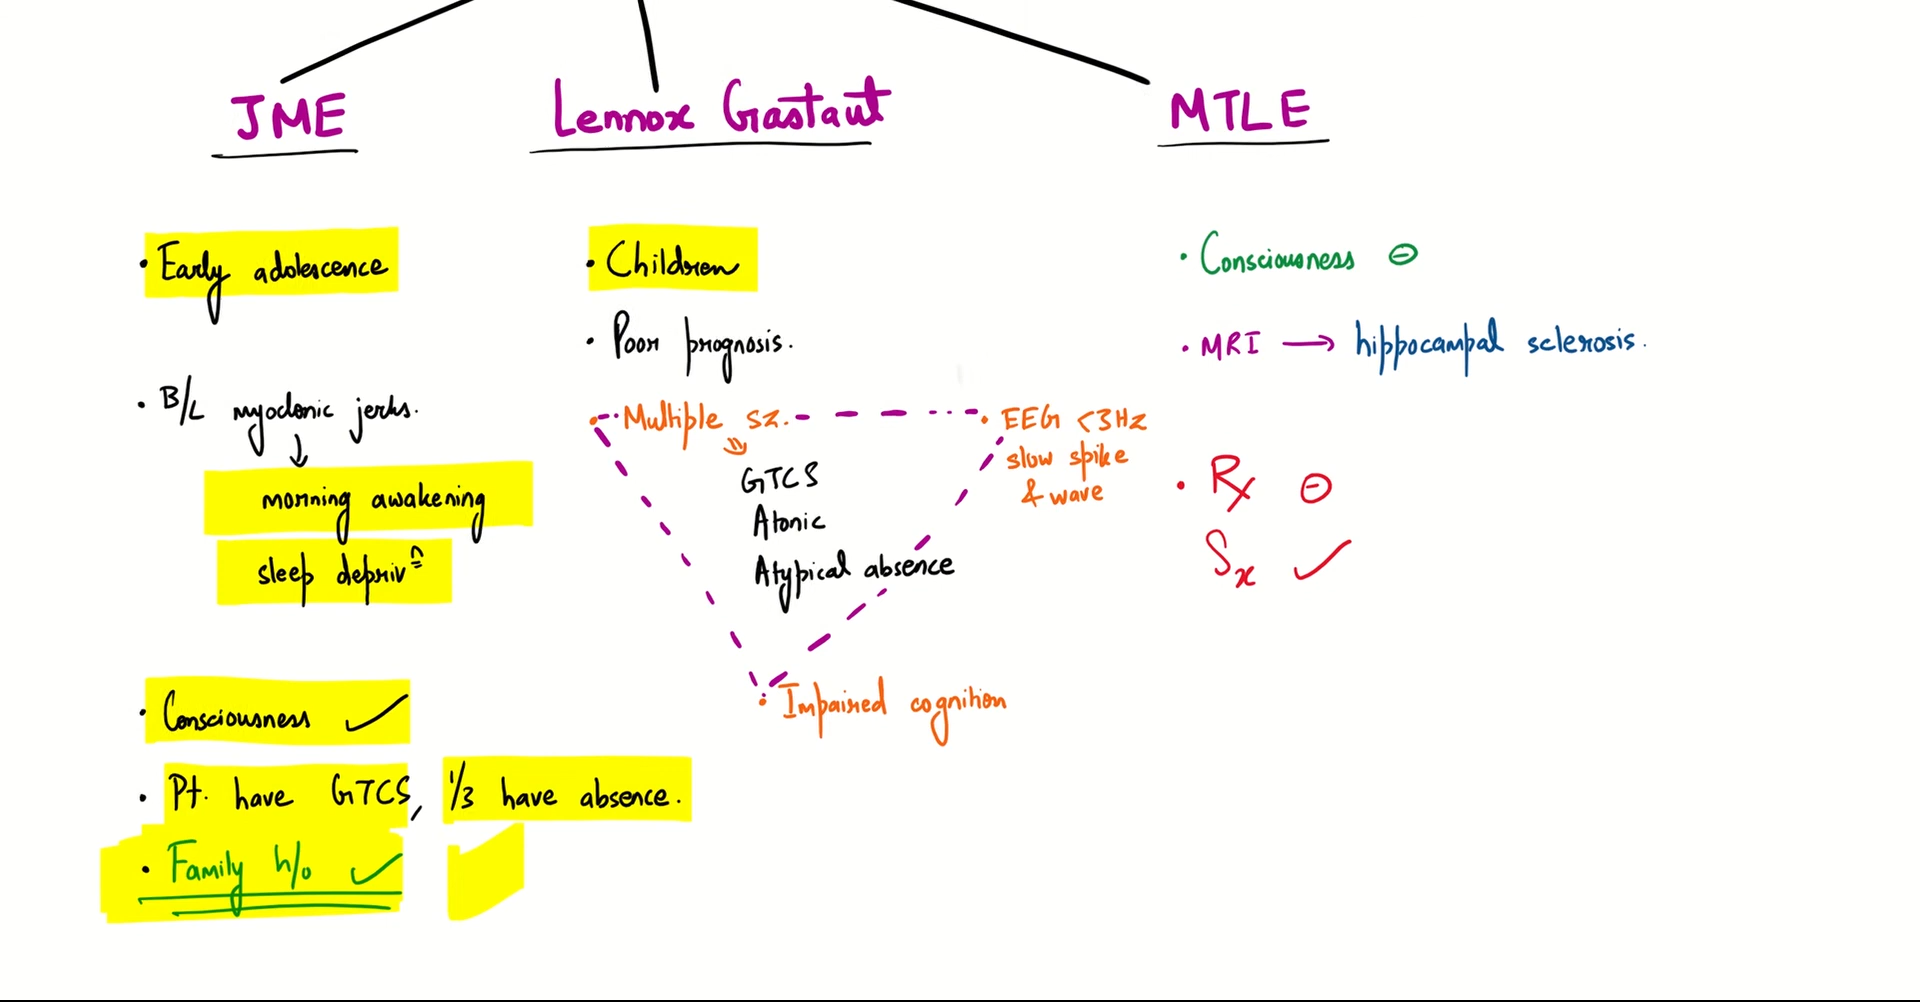 JME
• Early adolescence
• B/L myoclonic jerks.
↓
morning awakening
sleep deprivⁿ
• Consciousness ✓
• Pt. have GTCS, 1/3 have absence.
• Family h/o ✓
Lennox Gastaut
• Children
• Poor prognosis.
• Multiple sz.
⇓
GTCS
Atonic
Atypical absence
• EEG <3Hz
slow spike
& wave
• Impaired cognition
MTLE
• Consciousness ⊖
• MRI → hippocampal sclerosis.
• Rx ⊖
Sx ✓